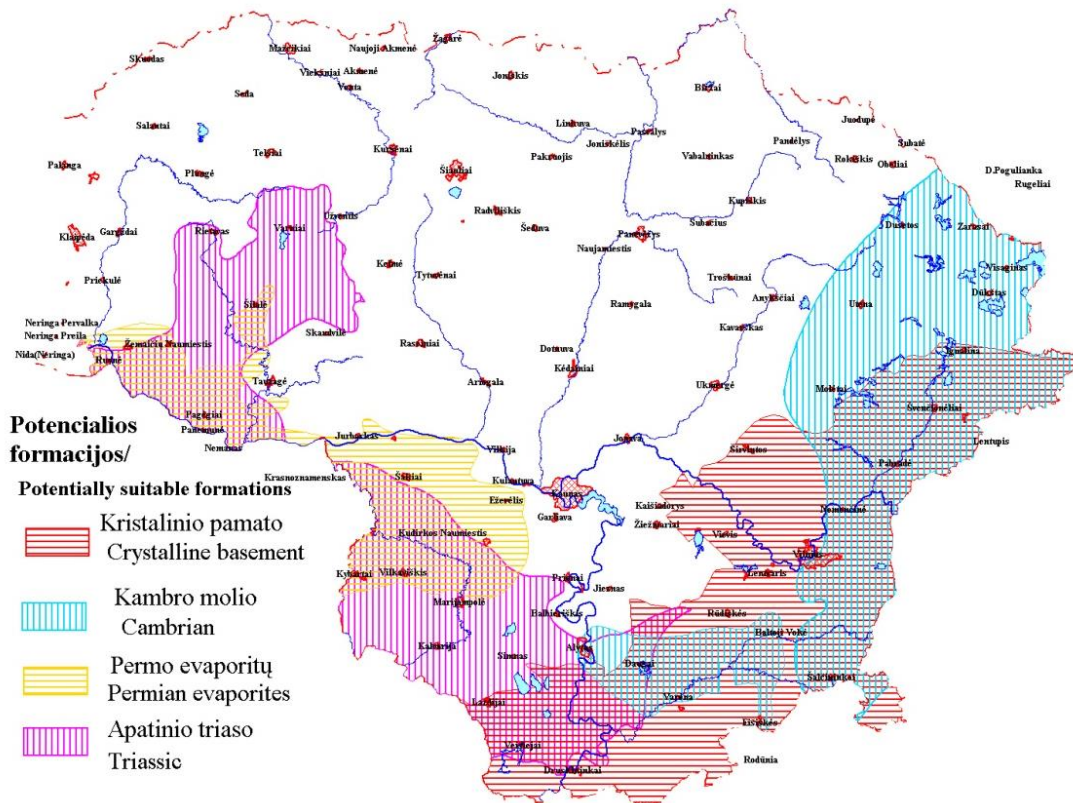 Žagarė
Mažeikiai
Naujoji Akmenė
Skuodas
Viekšniai
Akmenė
Venta
Joniškis
Biržai
Seda
Salantai
Linkuva
Pasvalys
Juodupė
Joniškėlis
Pandėlys
Subatė
Palanga
Telšiai
Kuršėnai
Pakruojis
Vabalninkas
Rokiškis
Obeliai
D.Pogulianka
Plungė
Šiauliai
Rugeliai
Radviliškis
Kupiškis
Klaipėda
Gargždai
Rietavas
Varniai
Užventis
Šeduva
Subačius
Panevėžys
Naujamiestis
Dusetos
Zarasai
Kelmė
Tytuvėnai
Troškūnai
Visaginas
Priekulė
Šilalė
Ramygala
Anykščiai
Utena
Dūkštas
Neringa Pervalka
Neringa Preila
Skaudvilė
Kavarskas
Nida(Neringa)
Rusnė
Žemaičių Naumiestis
Raseiniai
Dotnuva
Ignalina
Tauragė
Ariogala
Kėdainiai
Ukmergė
Molėtai
Švenčionėliai
Pagėgiai
Panemunė
Nemanas
Jurbarkas
Vilkija
Jonava
Širvintos
Lentupis
Pabradė
Potencialios
formacijos/
Krasnoznamenskas
Šakiai
Kulautuva
Kaunas
Ežerėlis
Garliava
Kaišiadorys
Žiežmariai
Nemenčinė
Potentially suitable formations
Kudirkos Naumiestis
Vievis
Vilnius
Kristalinio pamato
Crystalline basement
Kybartai
Vilkaviškis
Prienai
Jieznas
Lentvaris
Marijampolė
Balbieriškis
Rūdiškės
Kambro molio
Cambrian
Kalvarija
Simnas
Alytus
Daugai
Baltoji Vokė
Šalčininkai
Permo evaporitų
Permian evaporites
Lazdijai
Varėna
Eišiškės
Apatinio triaso
Triassic
Veisiejai
Druskininkai
Rodūnia